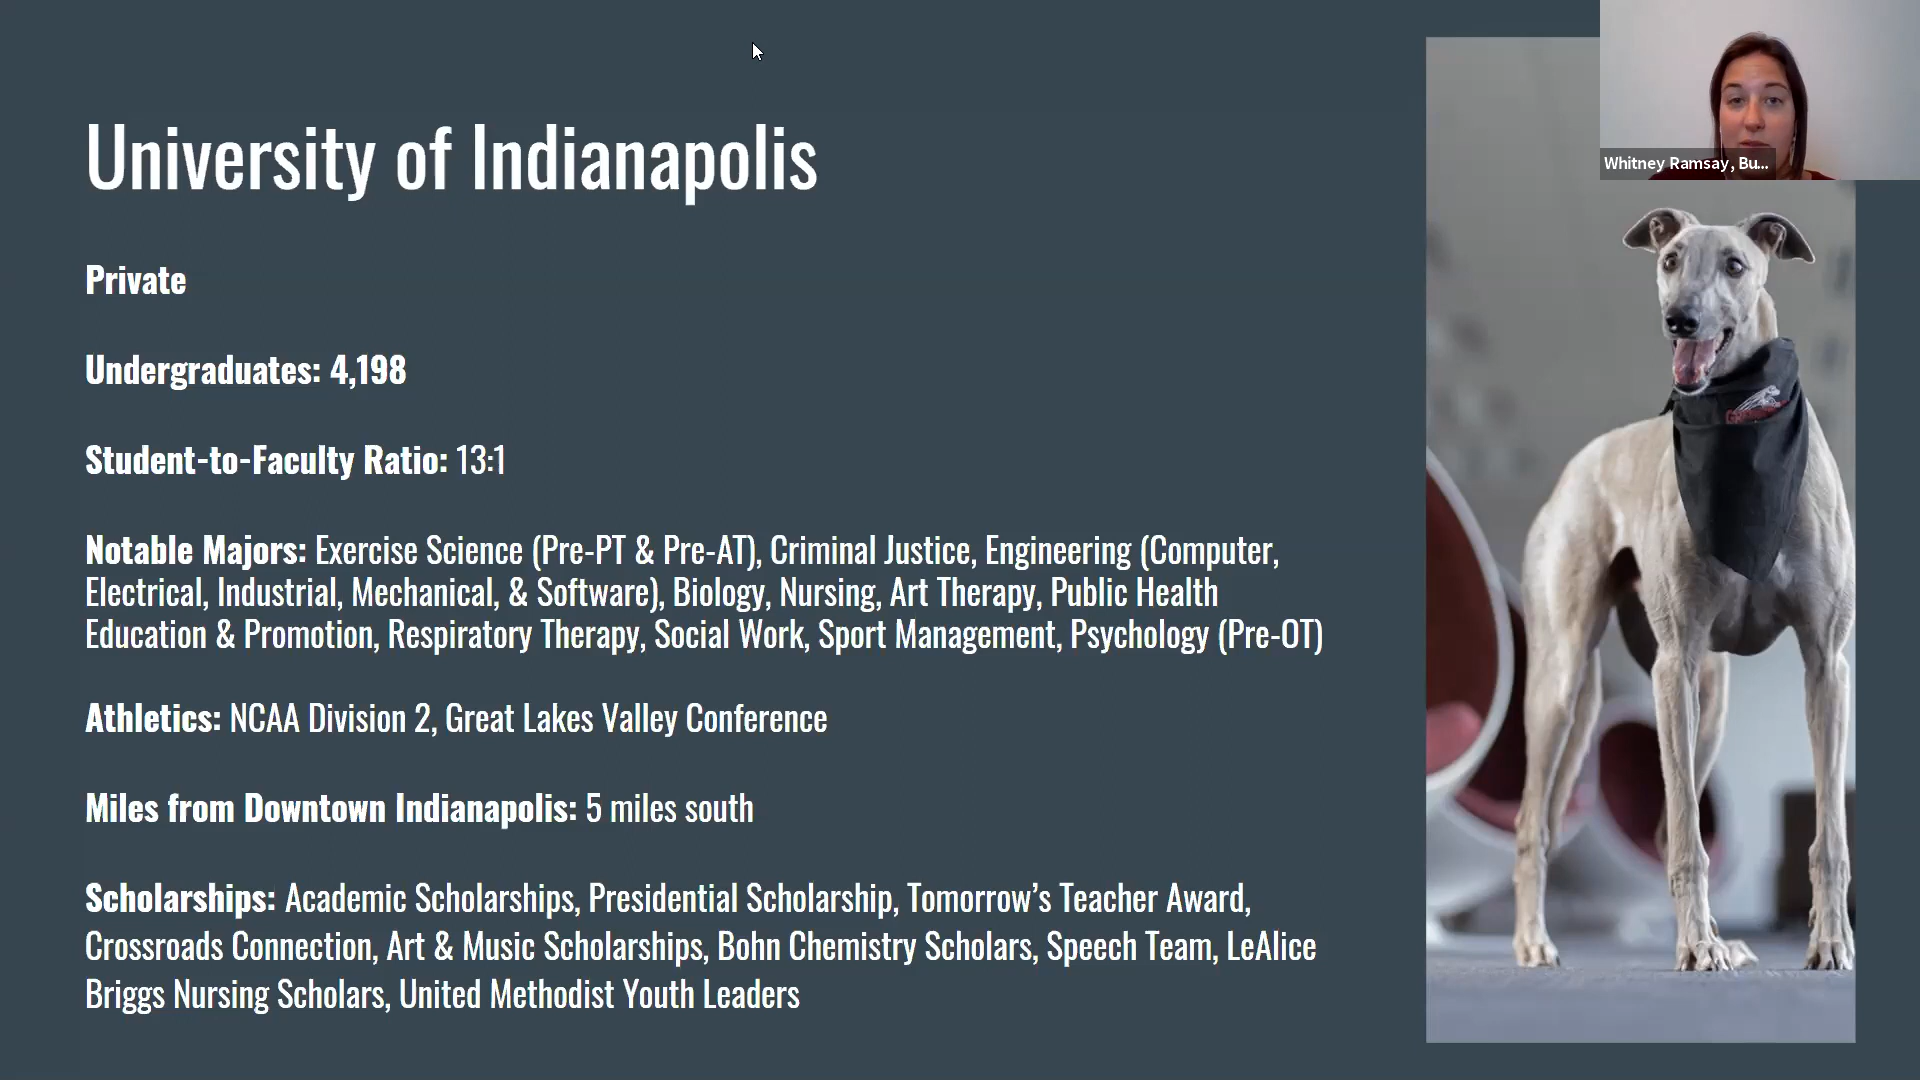 University of Indianapolis
Whitney Ramsay, Bu...
Private
Undergraduates: 4,198
Student-to-Faculty Ratio: 13:1
Notable Majors: Exercise Science (Pre-PT & Pre-AT), Criminal Justice, Engineering (Computer,
Electrical, Industrial, Mechanical, & Software), Biology, Nursing, Art Therapy, Public Health
Education & Promotion, Respiratory Therapy, Social Work, Sport Management, Psychology (Pre-OT)
Athletics: NCAA Division 2, Great Lakes Valley Conference
Miles from Downtown Indianapolis: 5 miles south
Scholarships: Academic Scholarships, Presidential Scholarship, Tomorrow’s Teacher Award,
Crossroads Connection, Art & Music Scholarships, Bohn Chemistry Scholars, Speech Team, LeAlice
Briggs Nursing Scholars, United Methodist Youth Leaders